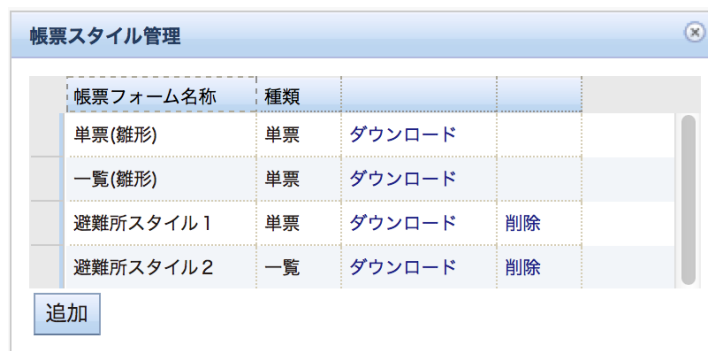 帳票スタイル管理
帳票フォーム名称 種類
単票(雛形) 単票 ダウンロード
一覧(雛形) 単票 ダウンロード
避難所スタイル1 単票 ダウンロード 削除
避難所スタイル2 一覧 ダウンロード 削除
追加